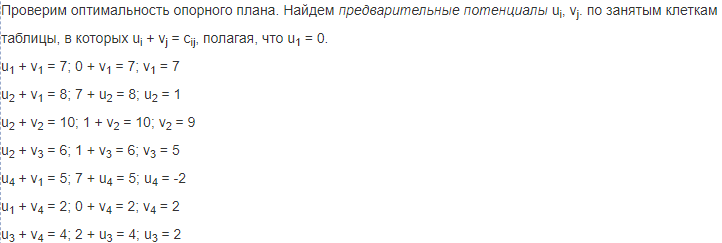 Проверим оптимальность опорного плана. Найдем предварительные потенциалы uᵢ, vⱼ. по занятым клеткам
таблицы, в которых uᵢ + vⱼ = cᵢⱼ, полагая, что u₁ = 0.
u₁ + v₁ = 7; 0 + v₁ = 7; v₁ = 7
u₂ + v₁ = 8; 7 + u₂ = 8; u₂ = 1
u₂ + v₂ = 10; 1 + v₂ = 10; v₂ = 9
u₂ + v₃ = 6; 1 + v₃ = 6; v₃ = 5
u₄ + v₁ = 5; 7 + u₄ = 5; u₄ = -2
u₁ + v₄ = 2; 0 + v₄ = 2; v₄ = 2
u₃ + v₄ = 4; 2 + u₃ = 4; u₃ = 2